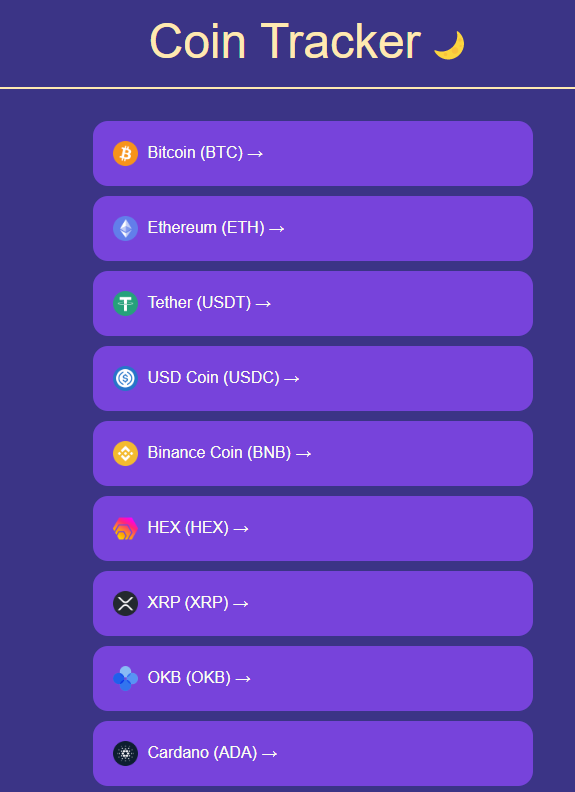 Coin Tracker 🌙
Bitcoin (BTC) →
Ethereum (ETH) →
Tether (USDT) →
USD Coin (USDC) →
Binance Coin (BNB) →
HEX (HEX) →
XRP (XRP) →
OKB (OKB) →
Cardano (ADA) →